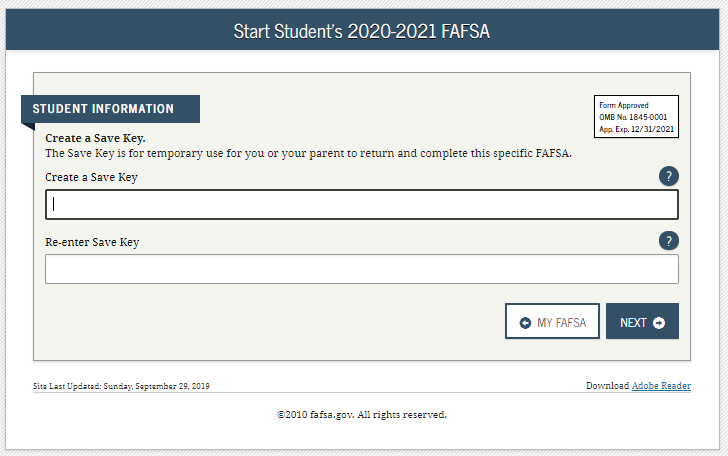 Start Student's 2020-2021 FAFSA
STUDENT INFORMATION
Form Approved
OMB No. 1845-0001
App. Exp. 12/31/2021
Create a Save Key.
The Save Key is for temporary use for you or your parent to return and complete this specific FAFSA.
Create a Save Key
?
Re-enter Save Key
?
MY FAFSA
NEXT
Site Last Updated: Sunday, September 29, 2019
Download Adobe Reader
©2010 fafsa.gov. All rights reserved.